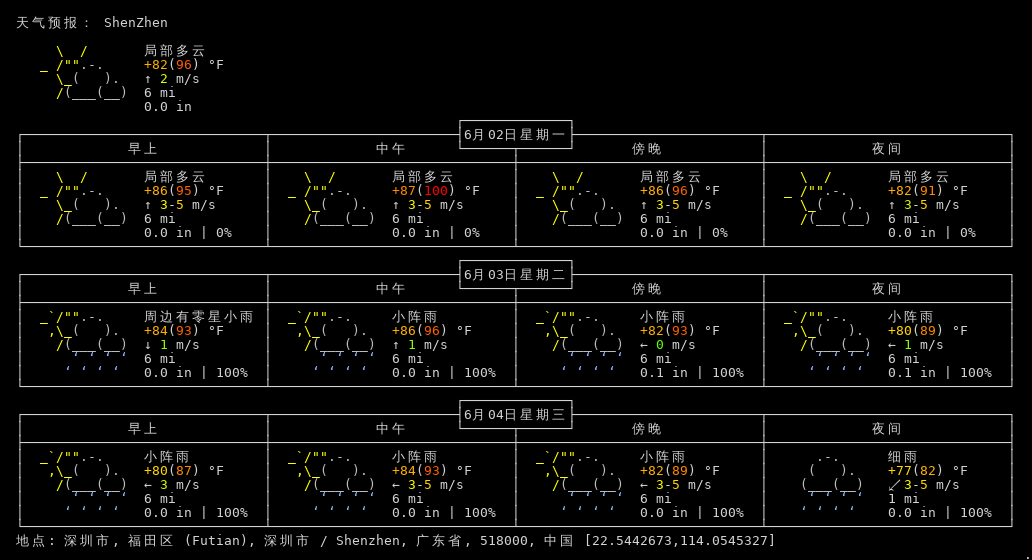 天气预报： ShenZhen
局部多云
+82(96) °F
↑ 2 m/s
6 mi
0.0 in
6月02日星期一
早上 中午 傍晚 夜间
局部多云 局部多云 局部多云 局部多云
+86(95) °F +87(100) °F +86(96) °F +82(91) °F
↑ 3-5 m/s ↑ 3-5 m/s ↑ 3-5 m/s ↑ 3-5 m/s
6 mi 6 mi 6 mi 6 mi
0.0 in | 0% 0.0 in | 0% 0.0 in | 0% 0.0 in | 0%
6月03日星期二
早上 中午 傍晚 夜间
周边有零星小雨 小阵雨 小阵雨 小阵雨
+84(93) °F +86(96) °F +82(93) °F +80(89) °F
↓ 1 m/s ↑ 1 m/s ← 0 m/s ← 1 m/s
6 mi 6 mi 6 mi 6 mi
0.0 in | 100% 0.0 in | 100% 0.1 in | 100% 0.1 in | 100%
6月04日星期三
早上 中午 傍晚 夜间
小阵雨 小阵雨 小阵雨 细雨
+80(87) °F +84(93) °F +82(89) °F +77(82) °F
← 3 m/s ← 3-5 m/s ← 3-5 m/s ↙ 3-5 m/s
6 mi 6 mi 6 mi 1 mi
0.0 in | 100% 0.0 in | 100% 0.0 in | 100% 0.0 in | 100%
地点: 深圳市, 福田区 (Futian), 深圳市 / Shenzhen, 广东省, 518000, 中国 [22.5442673,114.0545327]